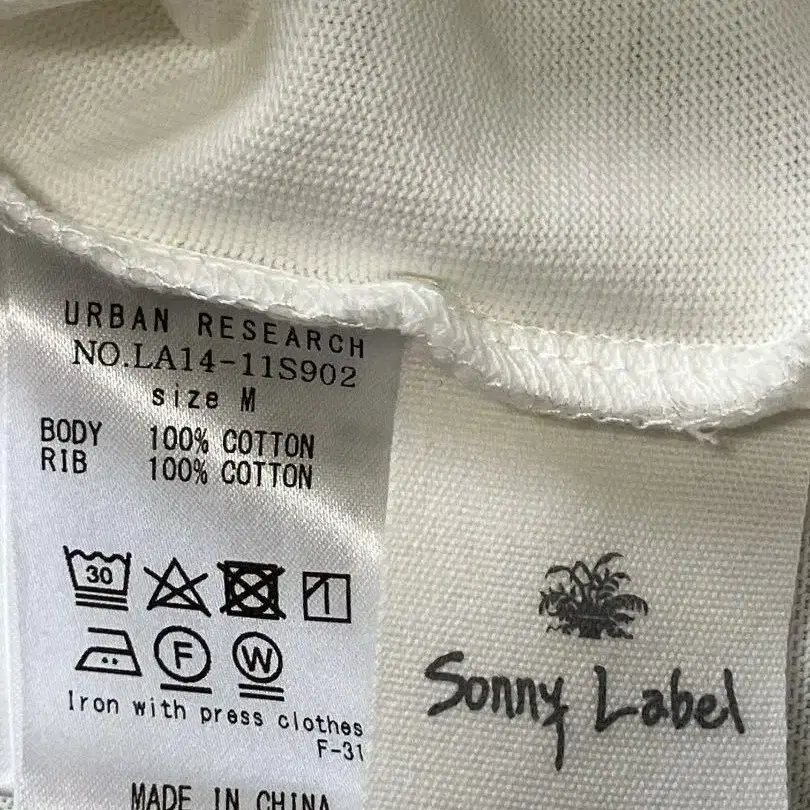 URBAN RESEARCH
NO.LA14-11S902
size M
BODY 100% COTTON
RIB 100% COTTON
30
F W
Iron with press clothes
F-31
MADE IN CHINA
Sonny Label